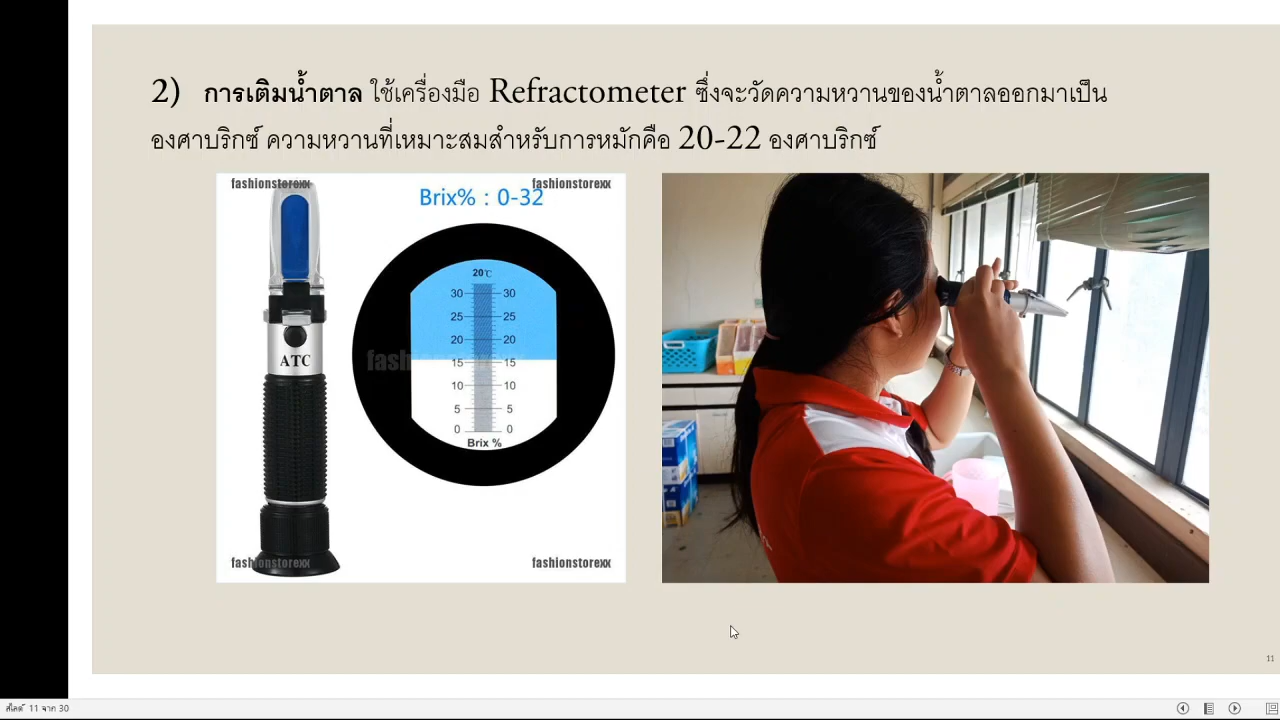 2) การเติมน้ำตาล ใช้เครื่องมือ Refractometer ซึ่งจะวัดความหวานของน้ำตาลออกมาเป็น
องศาบริกซ์ ความหวานที่เหมาะสมสำหรับการหมักคือ 20-22 องศาบริกซ์
fashionstorexx
fashionstorexx
Brix% : 0-32
20℃
30 30
25 25
20 20
15 15
10 10
5 5
0 0
Brix %
ATC
fashionstorexx
fashionstorexx
11
สไลด์ 11 จาก 30